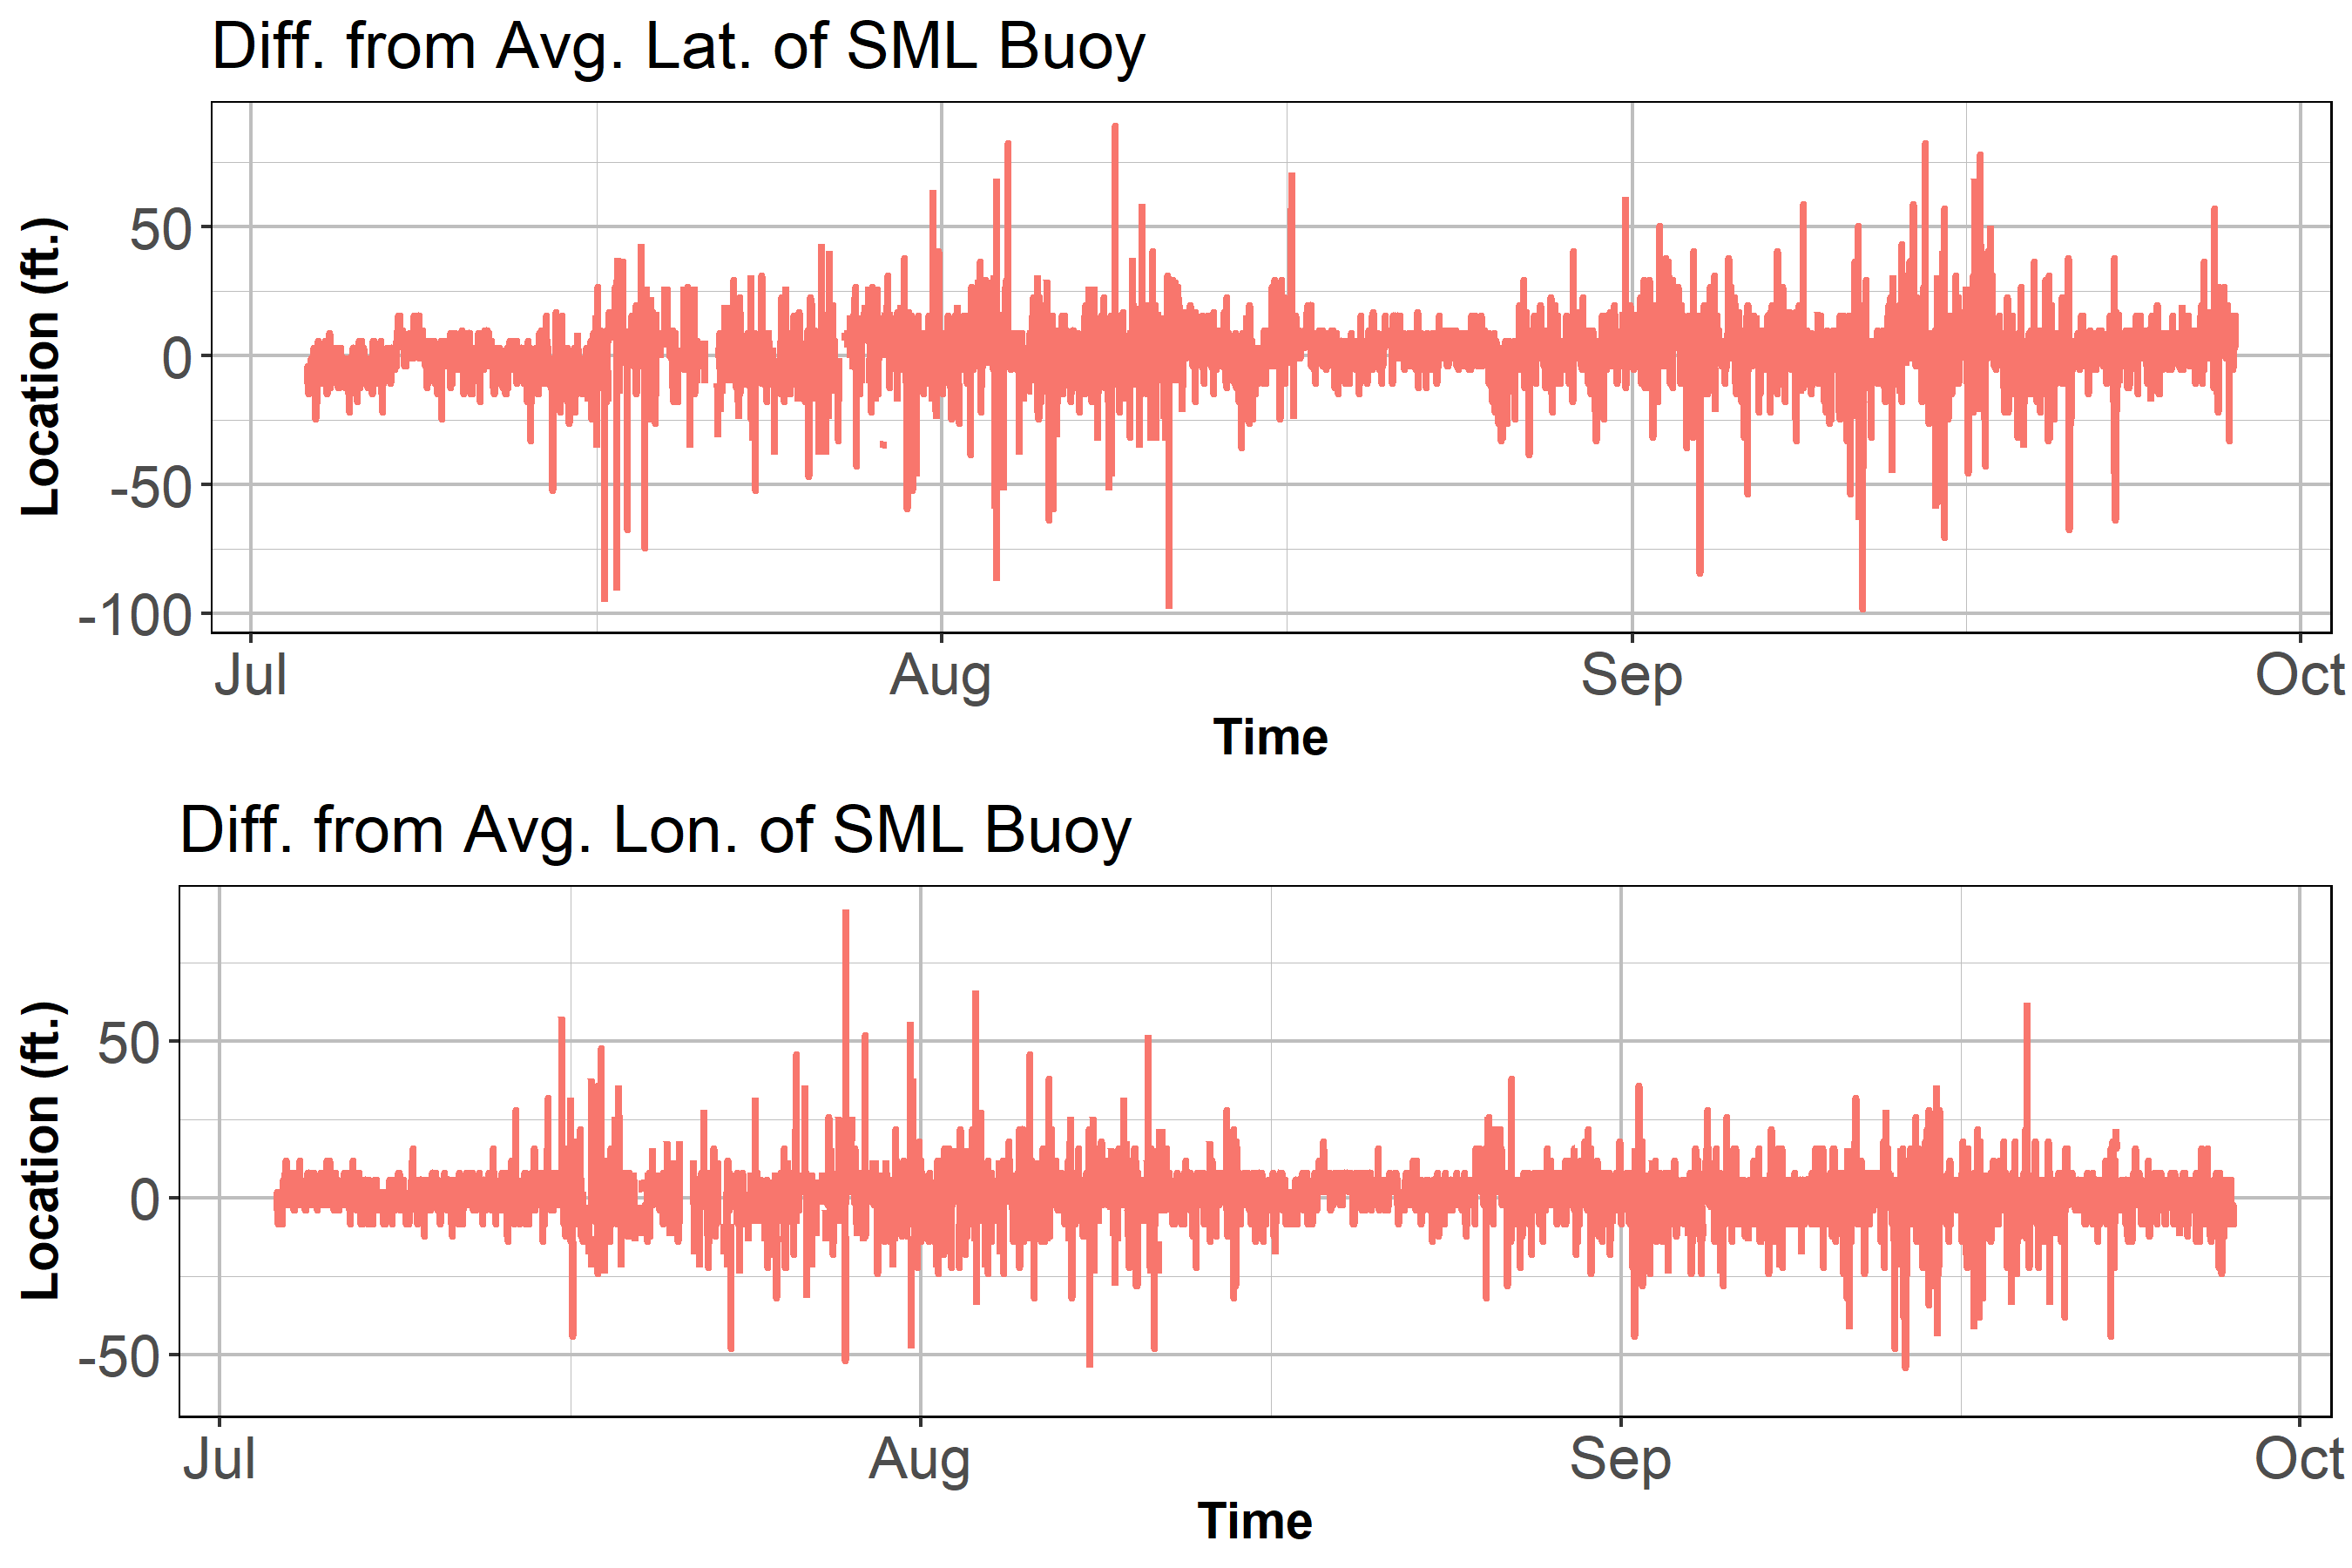 Diff. from Avg. Lat. of SML Buoy
Location (ft.)
50
0
-50
-100
Jul Aug Sep Oct
Time
Diff. from Avg. Lon. of SML Buoy
Location (ft.)
50
0
-50
Jul Aug Sep Oct
Time